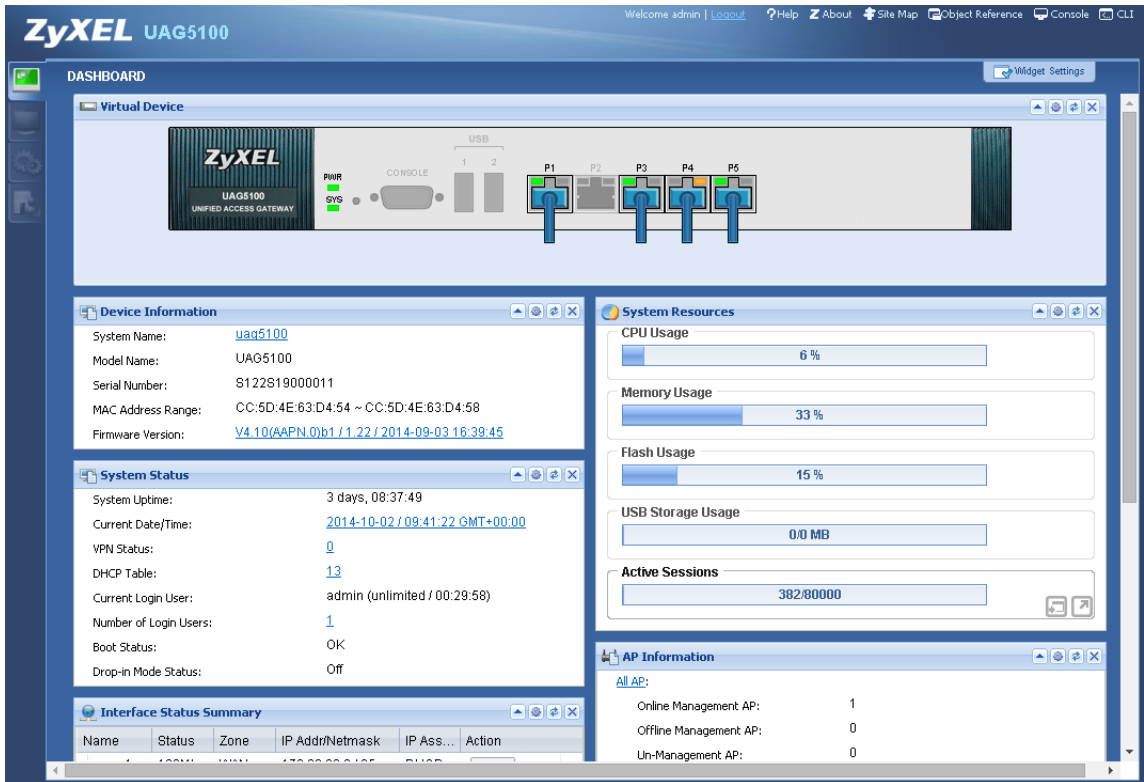 ZyXEL UAG5100
Welcome admin | Logout ?Help Z About Site Map Object Reference Console CLI
DASHBOARD
Widget Settings
Virtual Device
ZyXEL
UAG5100
UNIFIED ACCESS GATEWAY
PWR
SYS
CONSOLE
USB
1 2
P1 P2 P3 P4 P5
Device Information
System Name: uag5100
Model Name: UAG5100
Serial Number: S122S19000011
MAC Address Range: CC:5D:4E:63:D4:54 ~ CC:5D:4E:63:D4:58
Firmware Version: V4.10(AAPN.0)b1 / 1.22 / 2014-09-03 16:39:45
System Status
System Uptime: 3 days, 08:37:49
Current Date/Time: 2014-10-02 / 09:41:22 GMT+00:00
VPN Status: 0
DHCP Table: 13
Current Login User: admin (unlimited / 00:29:58)
Number of Login Users: 1
Boot Status: OK
Drop-in Mode Status: Off
Interface Status Summary
Name Status Zone IP Addr/Netmask IP Ass... Action
System Resources
CPU Usage
6 %
Memory Usage
33 %
Flash Usage
15 %
USB Storage Usage
0/0 MB
Active Sessions
382/80000
AP Information
All AP:
Online Management AP: 1
Offline Management AP: 0
Un-Management AP: 0